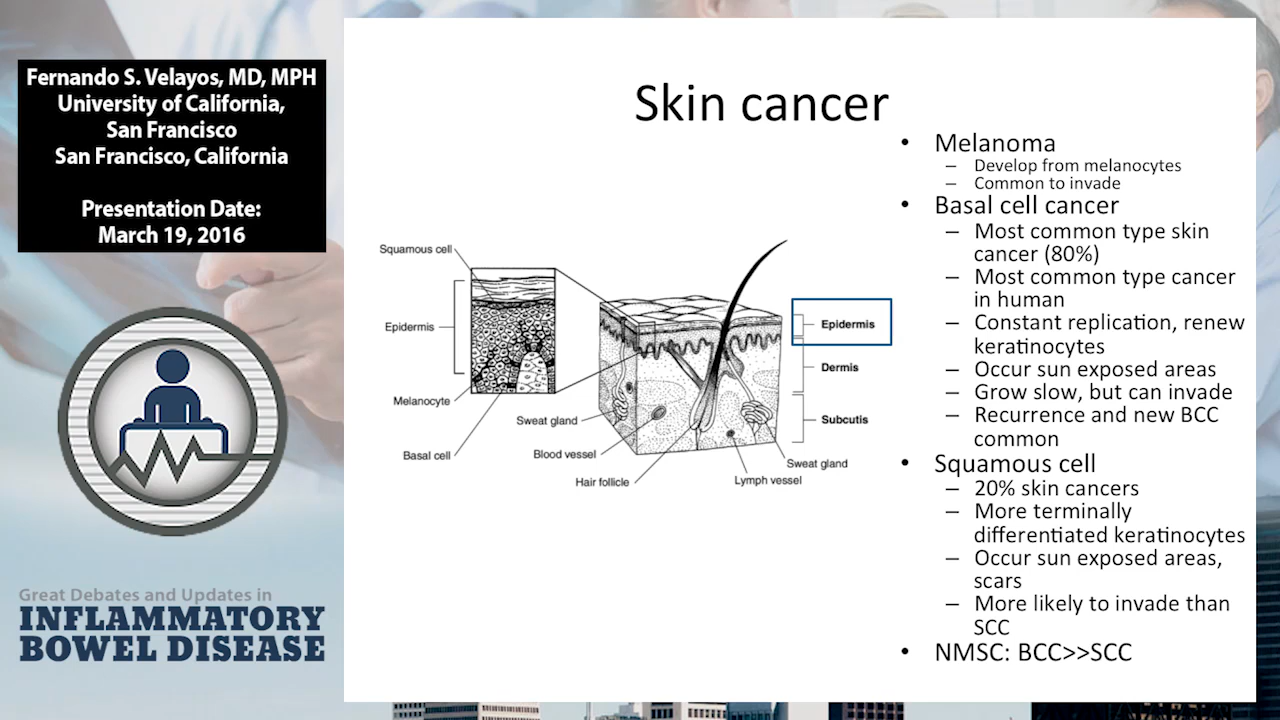 Fernando S. Velayos, MD, MPH
University of California,
San Francisco
San Francisco, California
Presentation Date:
March 19, 2016
Great Debates and Updates in
INFLAMMATORY
BOWEL DISEASE
Skin cancer
Squamous cell
Epidermis
Melanocyte
Basal cell
Sweat gland
Blood vessel
Hair follicle
Epidermis
Dermis
Subcutis
Sweat gland
Lymph vessel
• Melanoma
– Develop from melanocytes
– Common to invade
• Basal cell cancer
– Most common type skin
cancer (80%)
– Most common type cancer
in human
– Constant replication, renew
keratinocytes
– Occur sun exposed areas
– Grow slow, but can invade
– Recurrence and new BCC
common
• Squamous cell
– 20% skin cancers
– More terminally
differentiated keratinocytes
– Occur sun exposed areas,
scars
– More likely to invade than
SCC
• NMSC: BCC>>SCC